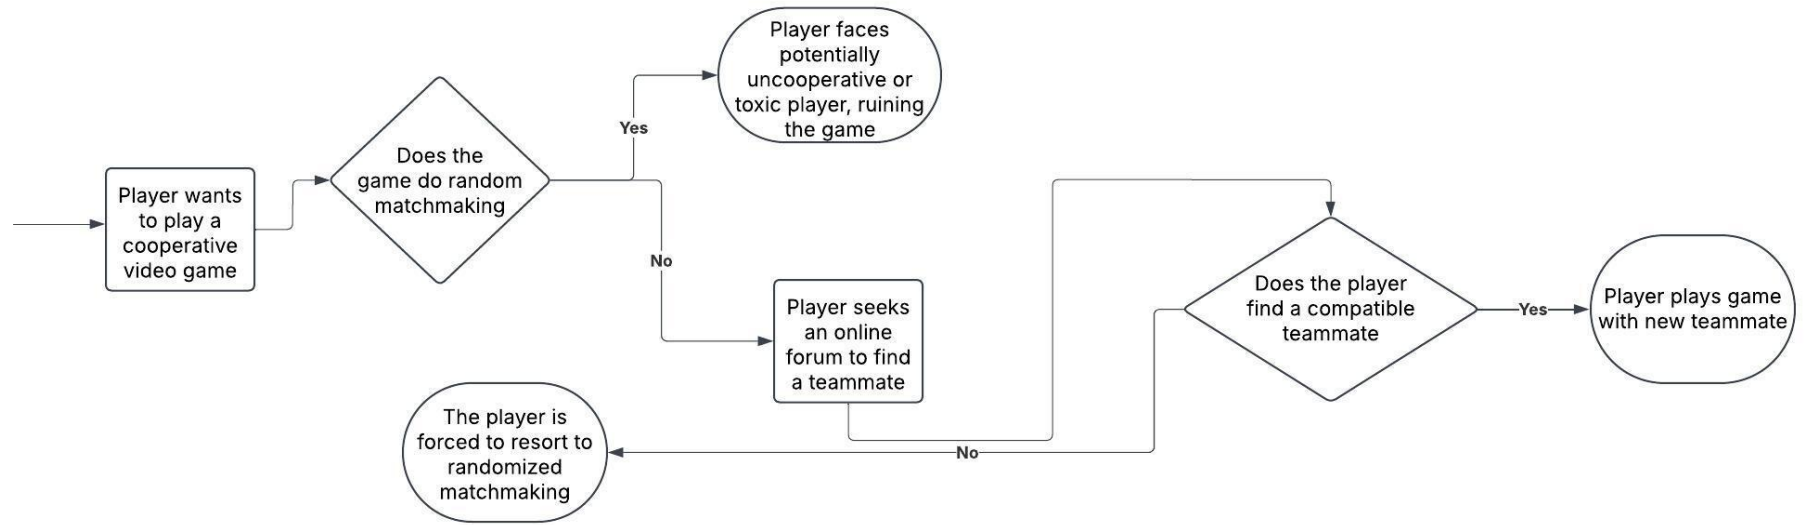 Player wants
to play a
cooperative
video game
Does the
game do random
matchmaking
Yes
Player faces
potentially
uncooperative or
toxic player, ruining
the game
No
Player seeks
an online
forum to find
a teammate
Does the player
find a compatible
teammate
Yes
Player plays game
with new teammate
No
The player is
forced to resort to
randomized
matchmaking